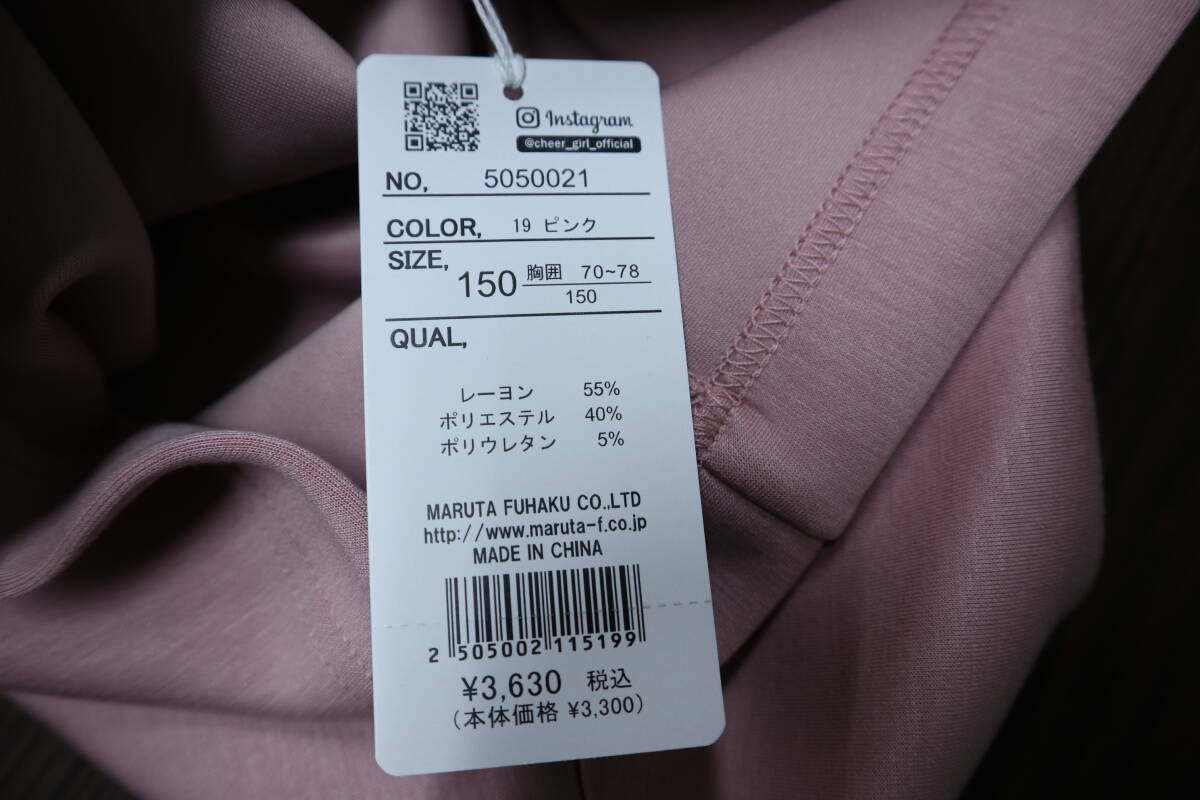 Instagram
@cheer_girl_official
NO, 5050021
COLOR, 19 ピンク
SIZE, 150 胸囲 70~78
150
QUAL,
レーヨン 55%
ポリエステル 40%
ポリウレタン 5%
MARUTA FUHAKU CO.,LTD
http://www.maruta-f.co.jp
MADE IN CHINA
2 505002 115199
¥3,630 税込
(本体価格 ¥3,300)